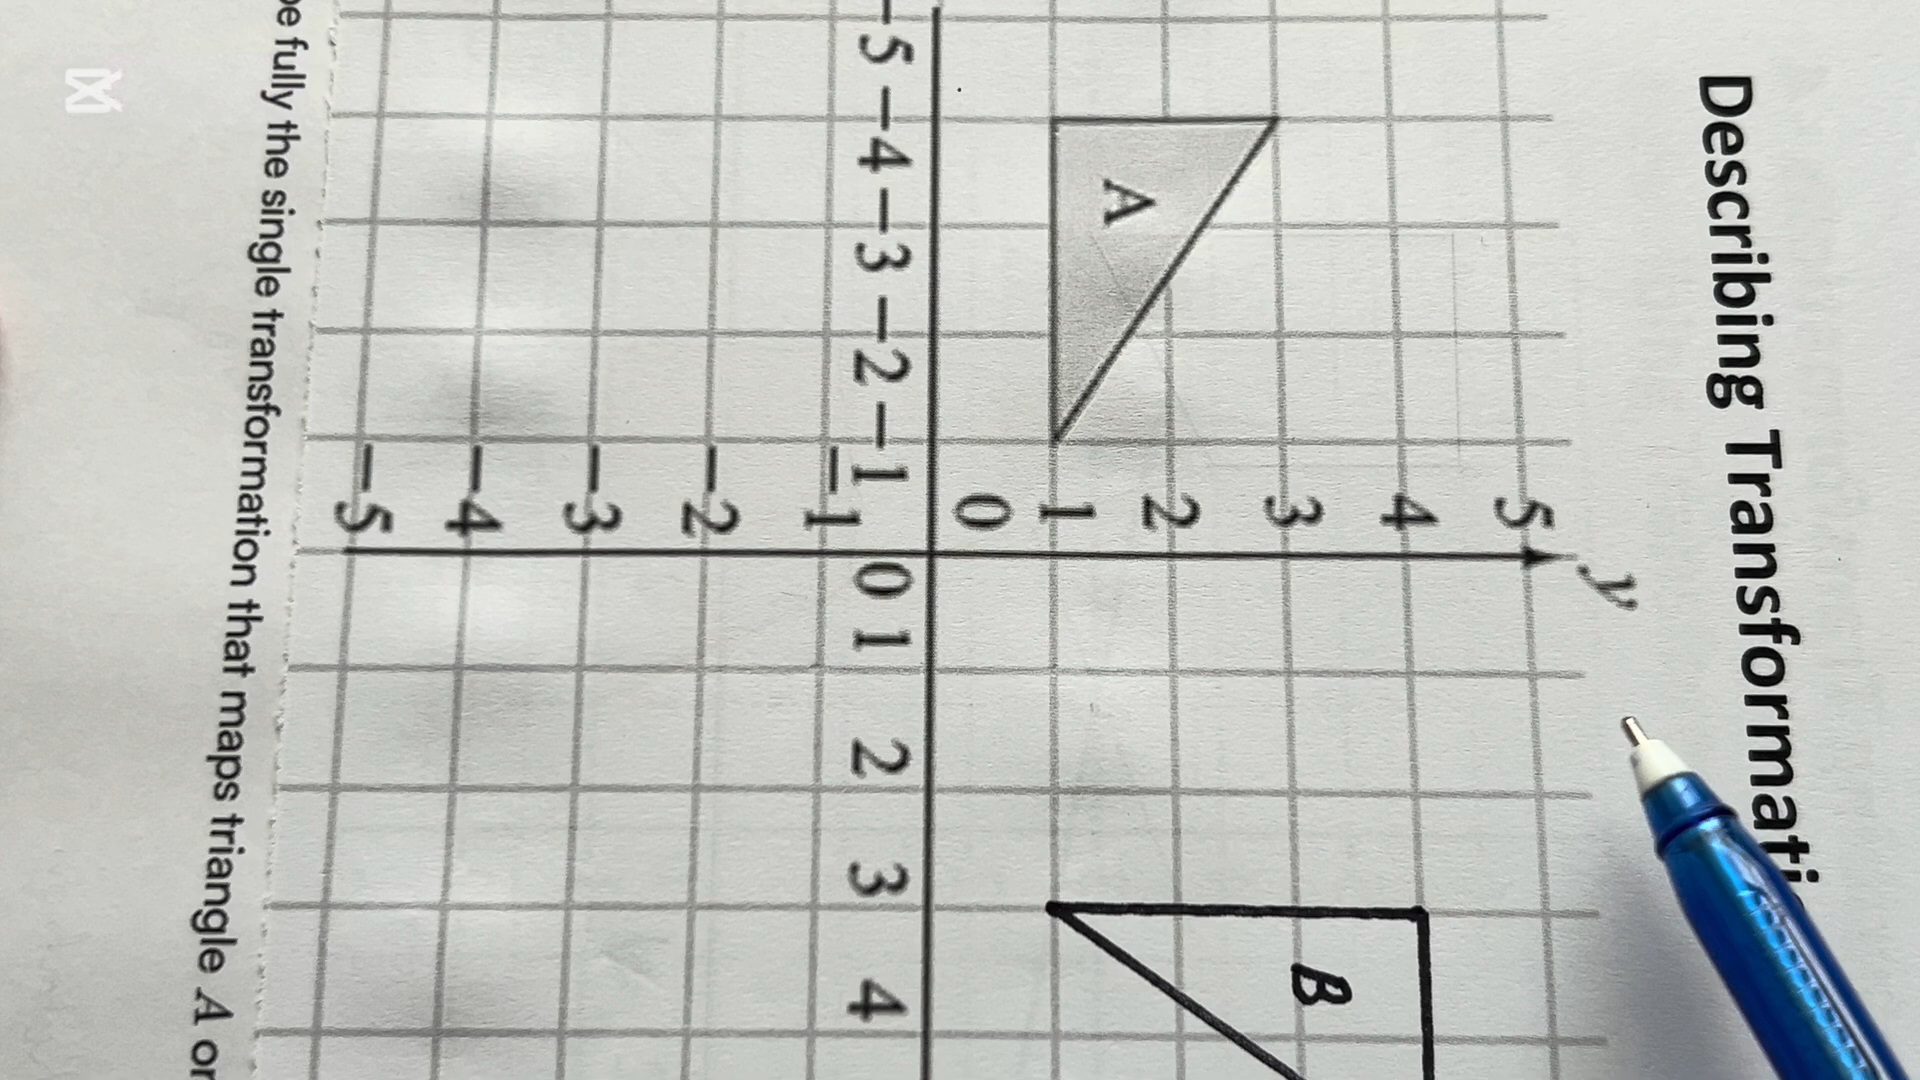 Describing Transformati
y
5
4
3
2
1
0
-5 -4 -3 -2 -1 0 1 2 3 4
-1
-2
-3
-4
-5
A
B
be fully the single transformation that maps triangle A or